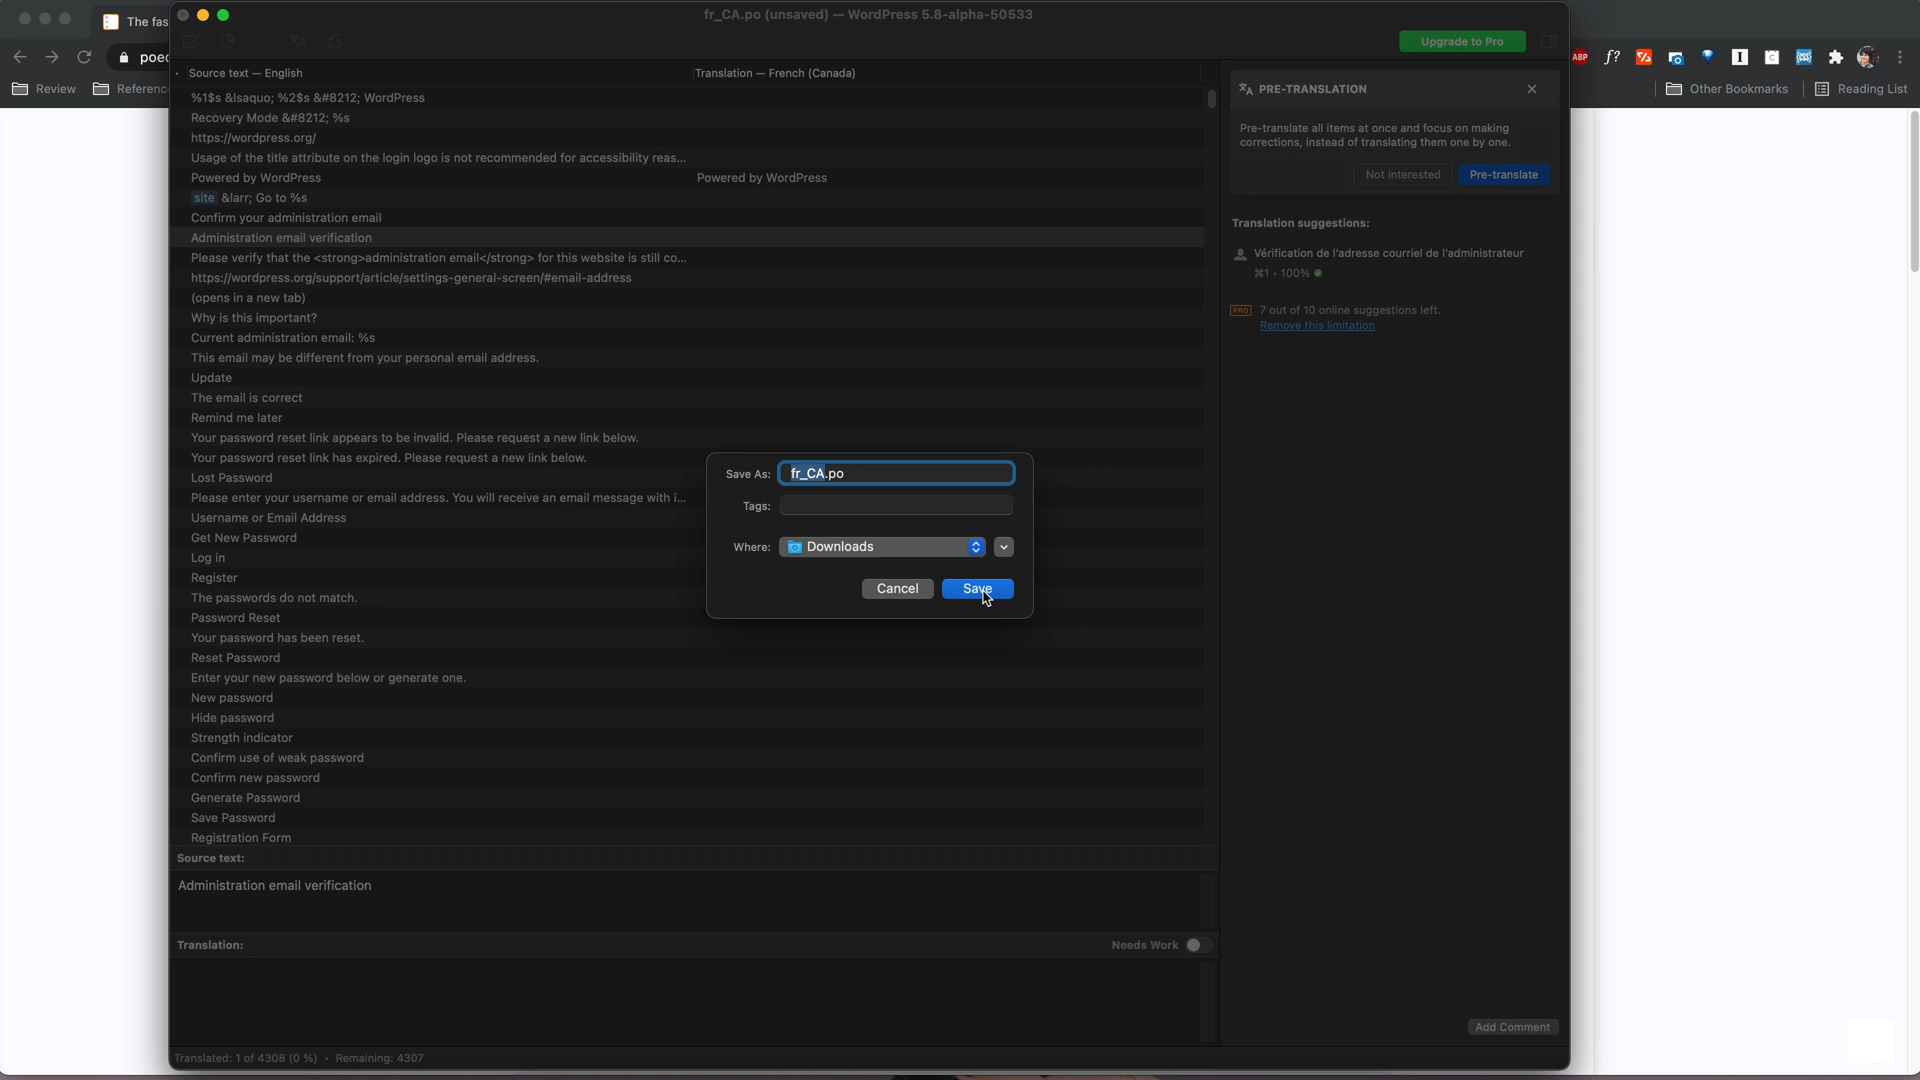 The fas
fr_CA.po (unsaved) — WordPress 5.8-alpha-50533
poec
ABP
f?
Upgrade to Pro
Review
Referenc
Other Bookmarks
Reading List
Source text — English
Translation — French (Canada)
%1$s &lsaquo; %2$s &#8212; WordPress
Recovery Mode &#8212; %s
https://wordpress.org/
Usage of the title attribute on the login logo is not recommended for accessibility reas...
Powered by WordPress
Powered by WordPress
site &larr; Go to %s
Confirm your administration email
Administration email verification
Please verify that the <strong>administration email</strong> for this website is still co...
https://wordpress.org/support/article/settings-general-screen/#email-address
(opens in a new tab)
Why is this important?
Current administration email: %s
This email may be different from your personal email address.
Update
The email is correct
Remind me later
Your password reset link appears to be invalid. Please request a new link below.
Your password reset link has expired. Please request a new link below.
Lost Password
Please enter your username or email address. You will receive an email message with i...
Username or Email Address
Get New Password
Log in
Register
The passwords do not match.
Password Reset
Your password has been reset.
Reset Password
Enter your new password below or generate one.
New password
Hide password
Strength indicator
Confirm use of weak password
Confirm new password
Generate Password
Save Password
Registration Form
Source text:
Administration email verification
Translation:
Needs Work
Translated: 1 of 4308 (0 %) • Remaining: 4307
Save As: fr_CA.po
Tags:
Where: Downloads
Cancel
Save
PRE-TRANSLATION
Pre-translate all items at once and focus on making
corrections, instead of translating them one by one.
Not interested
Pre-translate
Translation suggestions:
Vérification de l'adresse courriel de l'administrateur
⌘1 • 100%
PRO 7 out of 10 online suggestions left.
Remove this limitation
Add Comment